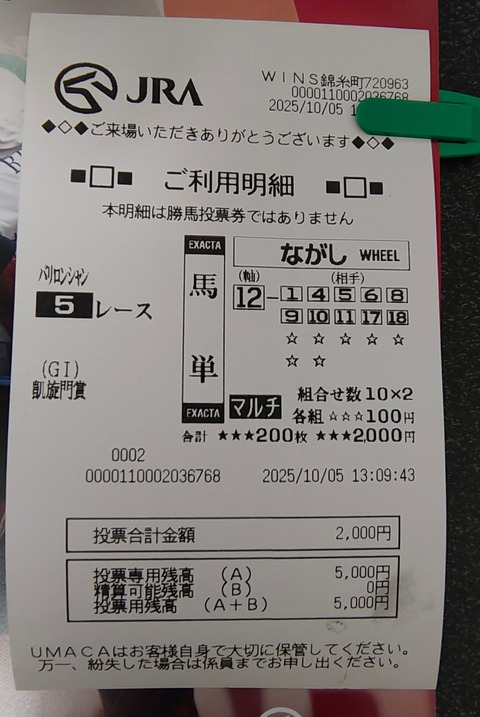 JRA
WINS錦糸町720963
0000110002036768
2025/10/05 1
◆◇◆ご来場いただきありがとうございます◆◇◆
■□■ ご利用明細 ■□■
本明細は勝馬投票券ではありません
パリロンシャン
5レース
(GI)
凱旋門賞
EXACTA
馬単
EXACTA
ながし WHEEL
(軸) (相手)
12-1 4 5 6 8
9 10 11 17 18
☆ ☆ ☆ ☆ ☆
☆ ☆
マルチ
組合せ数10×2
各組 ☆☆☆100円
合計 ★★★200枚 ★★★2,000円
0002
0000110002036768 2025/10/05 13:09:43
投票合計金額 2,000円
投票専用残高 (A) 5,000円
精算可能残高 (B) 0円
投票用残高 (A+B) 5,000円
UMACAはお客様自身で大切に保管してください。
万一、紛失した場合は係員までお申し出ください。